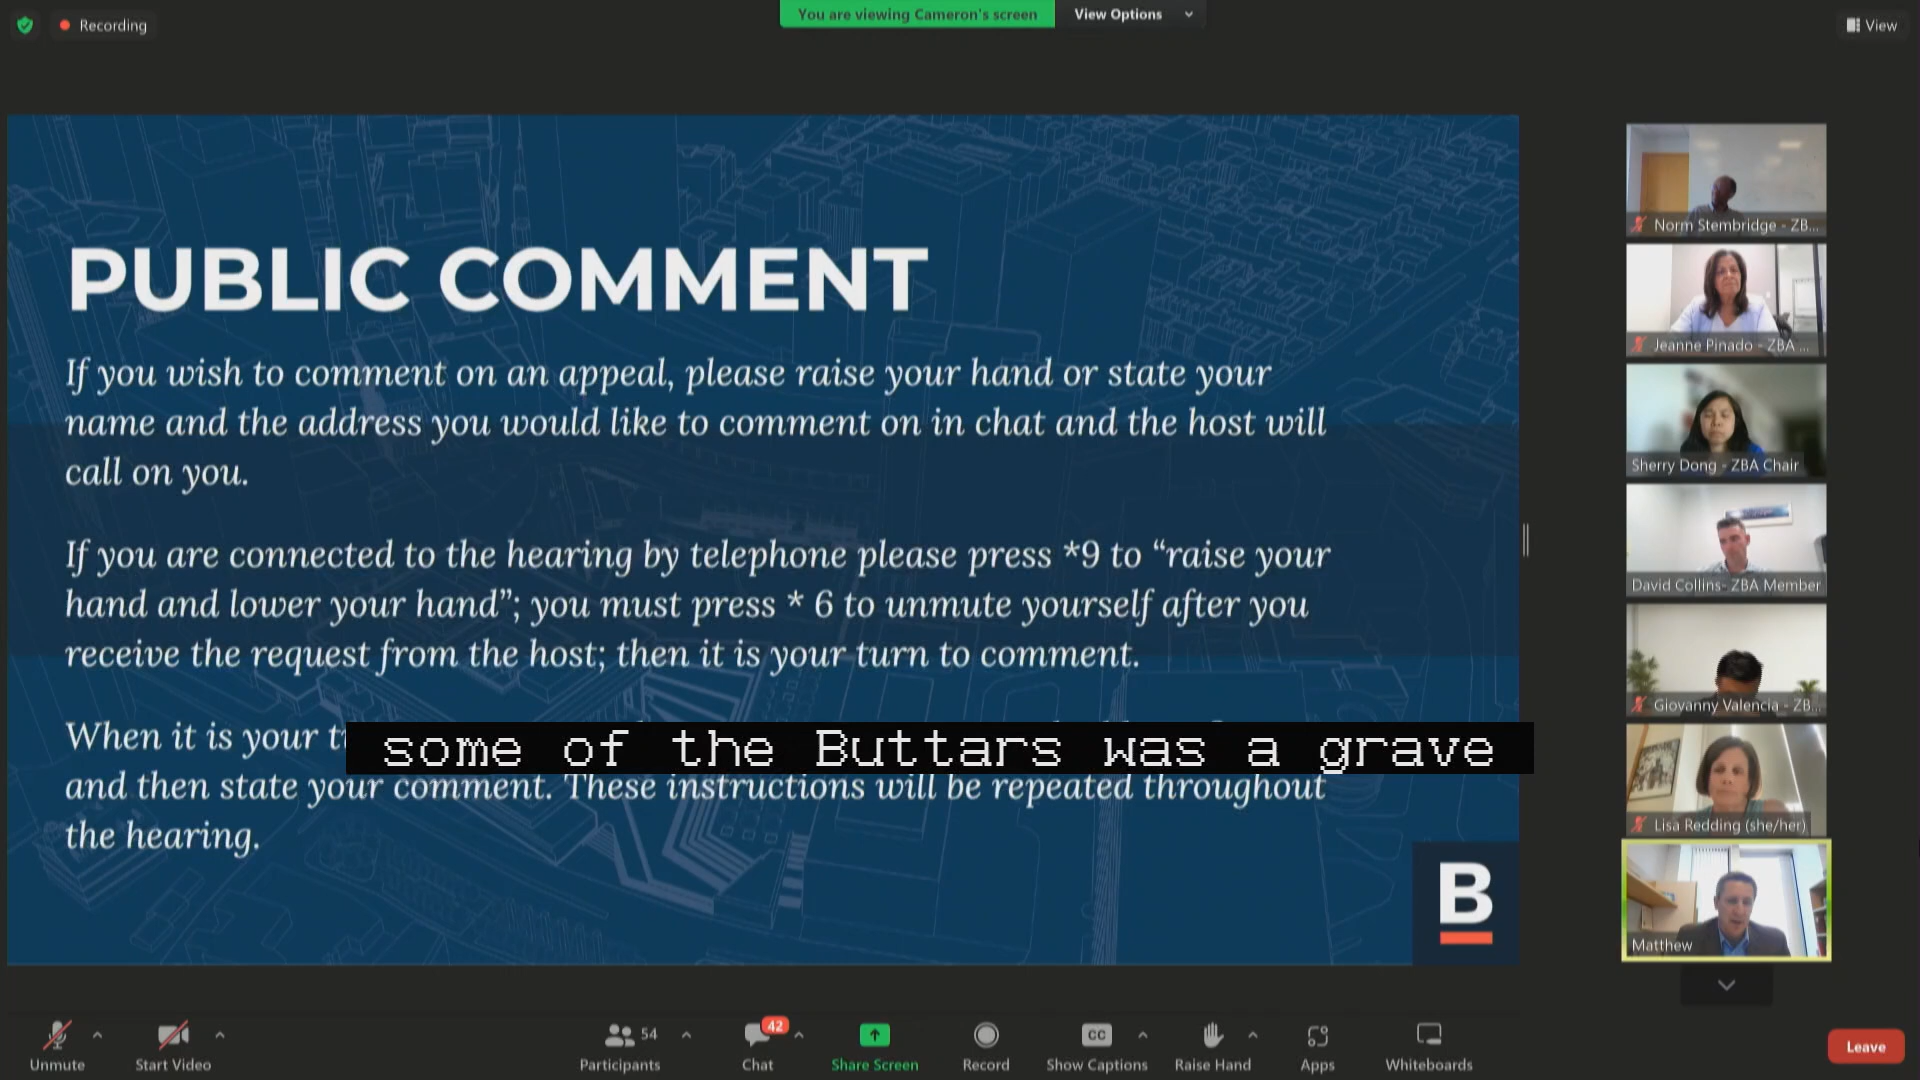 Recording
You are viewing Cameron's screen
View Options
View
PUBLIC COMMENT
If you wish to comment on an appeal, please raise your hand or state your
name and the address you would like to comment on in chat and the host will
call on you.
If you are connected to the hearing by telephone please press *9 to “raise your
hand and lower your hand”; you must press * 6 to unmute yourself after you
receive the request from the host; then it is your turn to comment.
When it is your
some of the Buttars was a grave
and then state your comment. These instructions will be repeated throughout
the hearing.
B
Norm Stembridge - ZB...
Jeanne Pinado - ZBA ...
Sherry Dong - ZBA Chair
David Collins- ZBA Member
Giovanny Valencia - ZB...
Lisa Redding (she/her)
Matthew
Unmute
Start Video
54
Participants
42
Chat
Share Screen
Record
CC
Show Captions
Raise Hand
Apps
Whiteboards
Leave